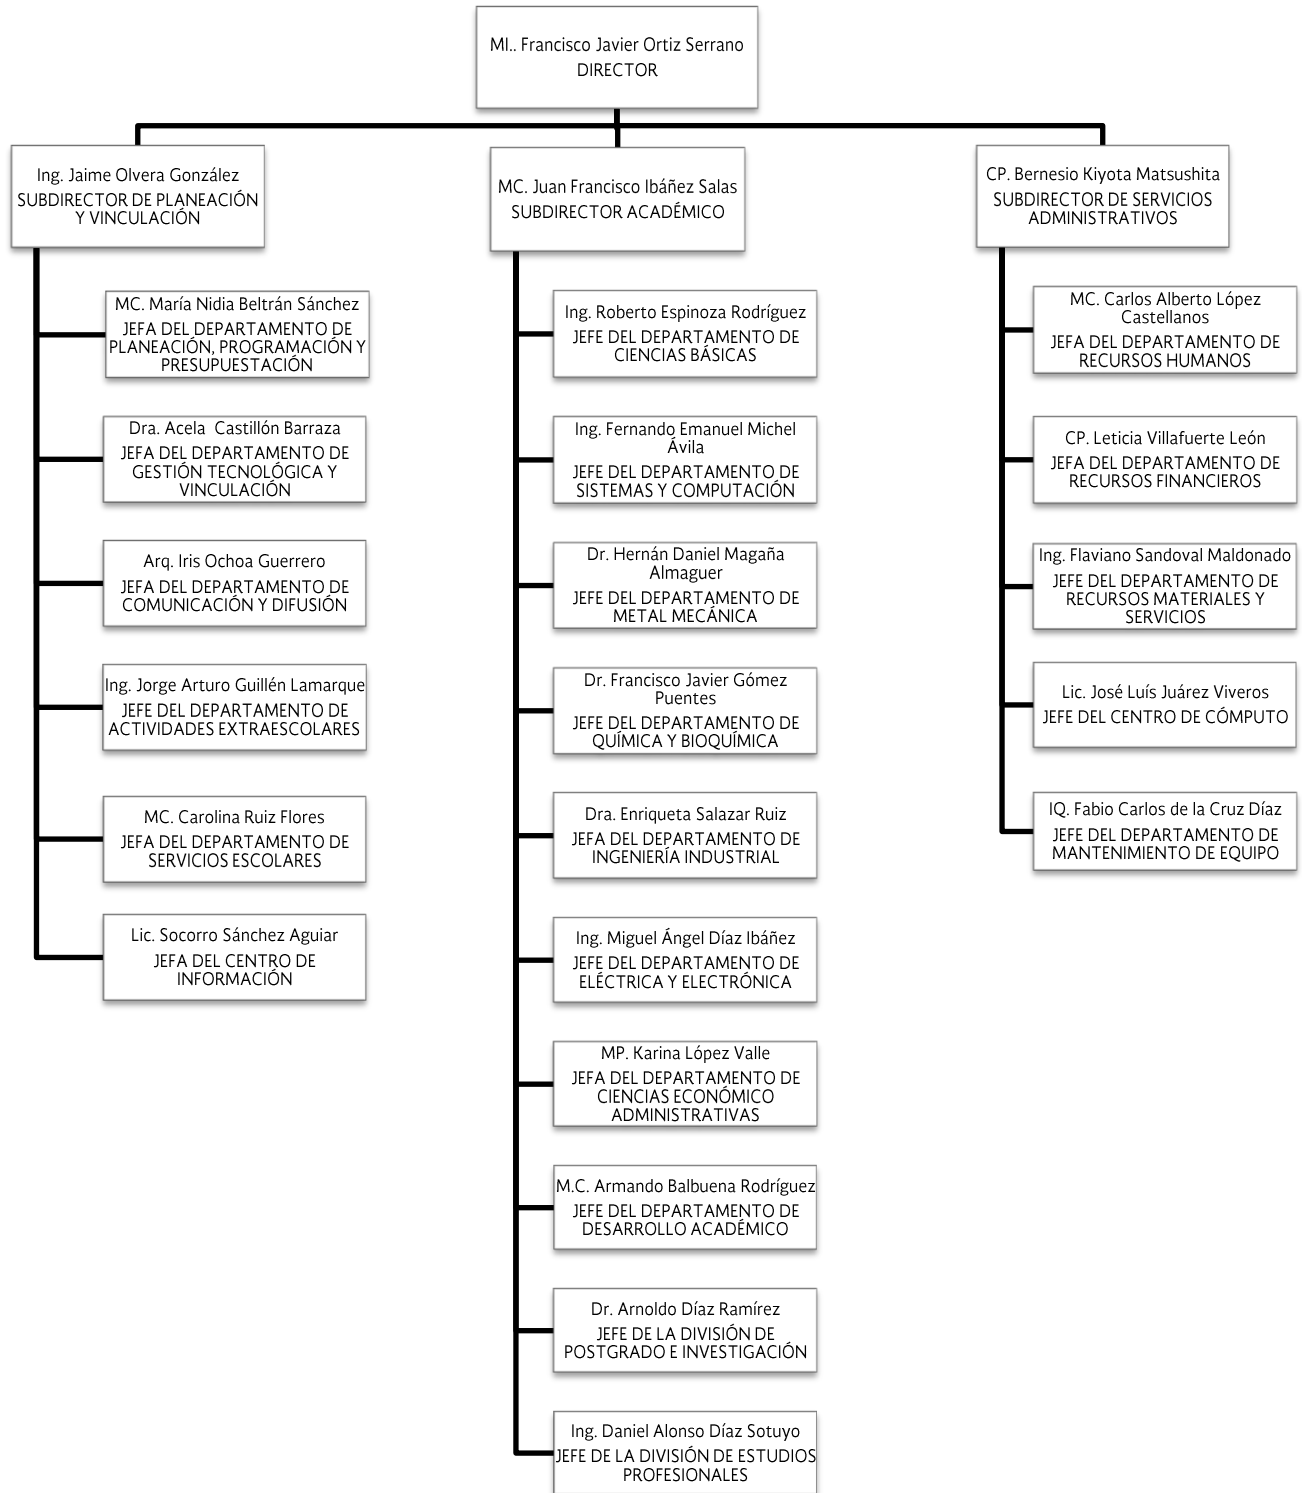 MI.. Francisco Javier Ortiz Serrano
DIRECTOR
Ing. Jaime Olvera González
SUBDIRECTOR DE PLANEACIÓN
Y VINCULACIÓN
MC. María Nidia Beltrán Sánchez
JEFA DEL DEPARTAMENTO DE
PLANEACIÓN, PROGRAMACIÓN Y
PRESUPUESTACIÓN
Dra. Acela  Castillón Barraza
JEFA DEL DEPARTAMENTO DE
GESTIÓN TECNOLÓGICA Y
VINCULACIÓN
Arq. Iris Ochoa Guerrero
JEFA DEL DEPARTAMENTO DE
COMUNICACIÓN Y DIFUSIÓN
Ing. Jorge Arturo Guillén Lamarque
JEFE DEL DEPARTAMENTO DE
ACTIVIDADES EXTRAESCOLARES
MC. Carolina Ruiz Flores
JEFA DEL DEPARTAMENTO DE
SERVICIOS ESCOLARES
Lic. Socorro Sánchez Aguiar
JEFA DEL CENTRO DE
INFORMACIÓN
MC. Juan Francisco Ibáñez Salas
SUBDIRECTOR ACADÉMICO
Ing. Roberto Espinoza Rodríguez
JEFE DEL DEPARTAMENTO DE
CIENCIAS BÁSICAS
Ing. Fernando Emanuel Michel
Ávila
JEFE DEL DEPARTAMENTO DE
SISTEMAS Y COMPUTACIÓN
Dr. Hernán Daniel Magaña
Almaguer
JEFE DEL DEPARTAMENTO DE
METAL MECÁNICA
Dr. Francisco Javier Gómez
Puentes
JEFE DEL DEPARTAMENTO DE
QUÍMICA Y BIOQUÍMICA
Dra. Enriqueta Salazar Ruiz
JEFA DEL DEPARTAMENTO DE
INGENIERÍA INDUSTRIAL
Ing. Miguel Ángel Díaz Ibáñez
JEFE DEL DEPARTAMENTO DE
ELÉCTRICA Y ELECTRÓNICA
MP. Karina López Valle
JEFA DEL DEPARTAMENTO DE
CIENCIAS ECONÓMICO
ADMINISTRATIVAS
M.C. Armando Balbuena Rodríguez
JEFE DEL DEPARTAMENTO DE
DESARROLLO ACADÉMICO
Dr. Arnoldo Díaz Ramírez
JEFE DE LA DIVISIÓN DE
POSTGRADO E INVESTIGACIÓN
Ing. Daniel Alonso Díaz Sotuyo
JEFE DE LA DIVISIÓN DE ESTUDIOS
PROFESIONALES
CP. Bernesio Kiyota Matsushita
SUBDIRECTOR DE SERVICIOS
ADMINISTRATIVOS
MC. Carlos Alberto López
Castellanos
JEFA DEL DEPARTAMENTO DE
RECURSOS HUMANOS
CP. Leticia Villafuerte León
JEFA DEL DEPARTAMENTO DE
RECURSOS FINANCIEROS
Ing. Flaviano Sandoval Maldonado
JEFE DEL DEPARTAMENTO DE
RECURSOS MATERIALES Y
SERVICIOS
Lic. José Luís Juárez Viveros
JEFE DEL CENTRO DE CÓMPUTO
IQ. Fabio Carlos de la Cruz Díaz
JEFE DEL DEPARTAMENTO DE
MANTENIMIENTO DE EQUIPO